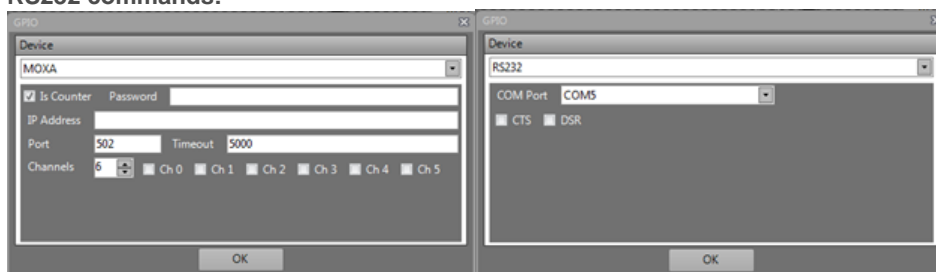 RS232 commands:
GPIO
Device
MOXA
Is Counter Password
IP Address
Port 502 Timeout 5000
Channels 6 Ch 0 Ch 1 Ch 2 Ch 3 Ch 4 Ch 5
OK
GPIO
Device
RS232
COM Port COM5
CTS DSR
OK